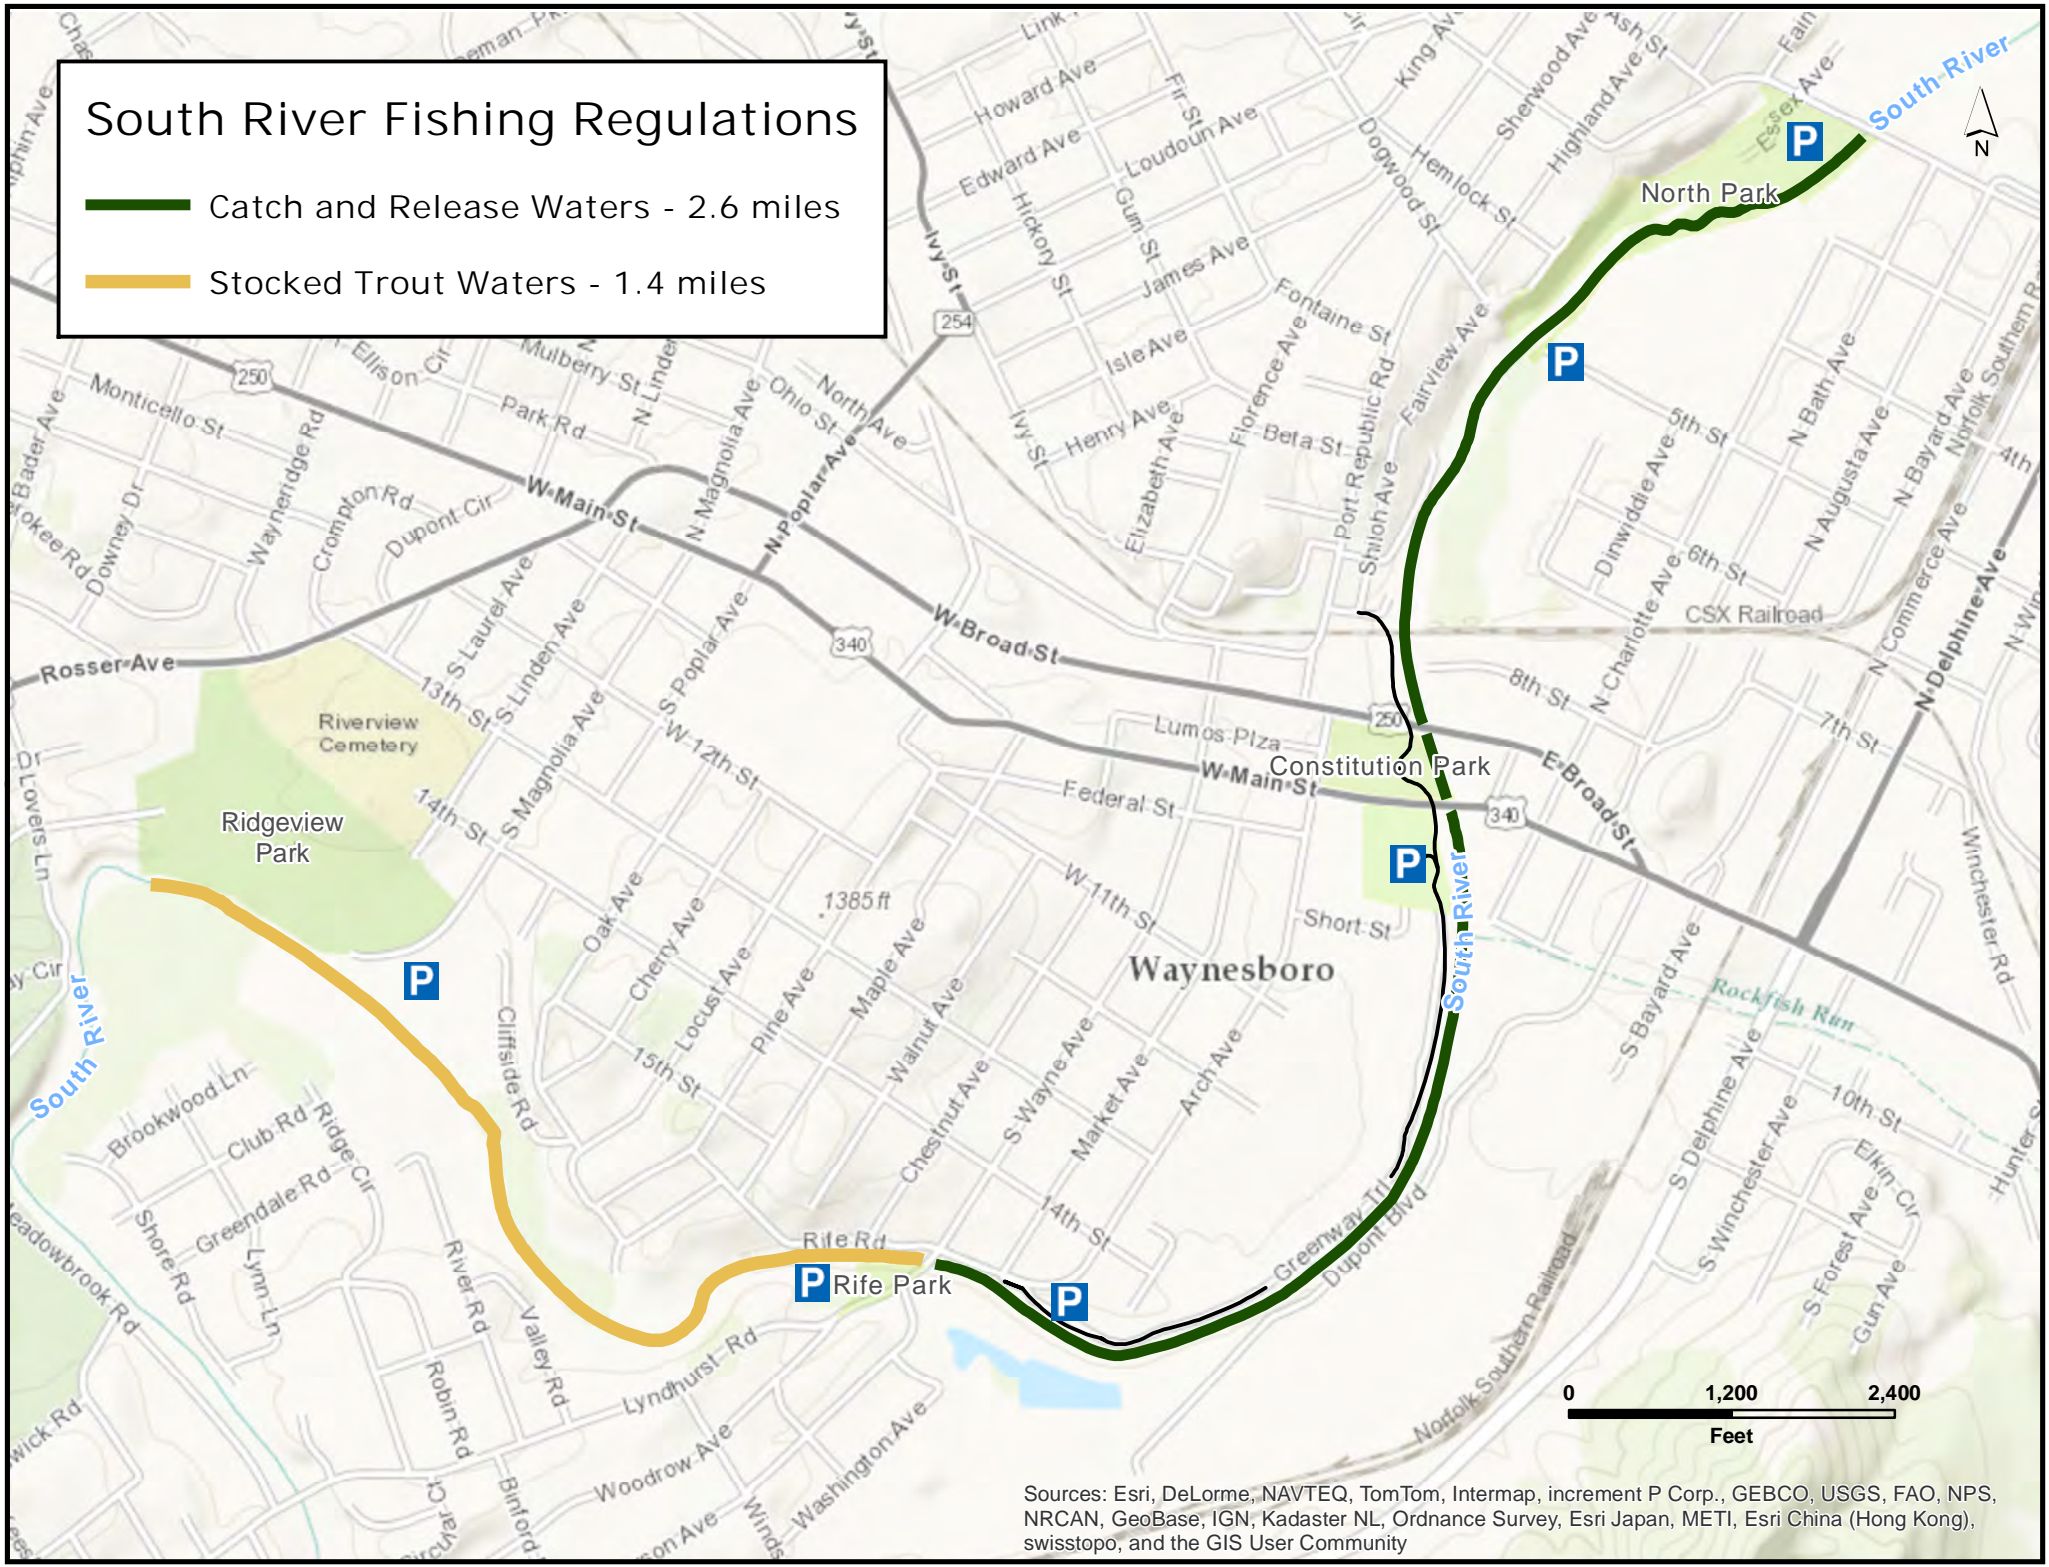 South River Fishing Regulations
Catch and Release Waters - 2.6 miles
Stocked Trout Waters - 1.4 miles
South River
N
P
North Park
Essex Ave
Ash St
Sherwood Ave
Highland Ave
King Av
Howard Ave
Edward Ave
Fir St
Loudoun Ave
Dogwood St
Hemlock St
Hickory St
Gum St
James Ave
Ivy St
254
Fontaine St
Isle Ave
Florence Ave
Port Republic Rd
Fairview Ave
P
250
Ellison Cir
Mulberry St
N Linden
Monticello St
Park Rd
N Magnolia Ave
Ohio St
North Ave
N Poplar Ave
Ivy St
Henry Ave
Elizabeth Ave
Beta St
Shiloh Ave
5th St
N Bath Ave
N Augusta Ave
N Bayard Ave
Norfolk Southern R
4th
Bader Ave
Downey Dr
Wayneridge Rd
Crompton Rd
Dupont Cir
W Main St
Dinwiddie Ave
6th St
N Charlotte Ave
CSX Railroad
N Commerce Ave
N Delphine Ave
Rosser Ave
13th St
S Laurel Ave
S Linden Ave
S Magnolia Ave
S Poplar Ave
340
W Broad St
8th St
7th St
Riverview
Cemetery
W 12th St
Lumos Plza
250
Constitution Park
W Main St
Federal St
E Broad St
340
Dr
Lovers Ln
Ridgeview
Park
14th St
P
South River
1385 ft
W 11th St
Short St
Winchester Rd
Oak Ave
Cherry Ave
Locust Ave
Pine Ave
Maple Ave
Walnut Ave
Waynesboro
Rockfish Run
S Bayard Ave
P
ay Cir
South River
Cliffside Rd
15th St
Chestnut Ave
S Wayne Ave
Market Ave
Arch Ave
10th St
S Delphine Ave
S Winchester Ave
Elkin Cir
S Forest Ave
Gun Ave
Brookwood Ln
Club Rd
Ridge Cir
Greendale Rd
Shore Rd
Lynn Ln
River Rd
Valley Rd
eadowbrook Rd
14th St
Greenway Trl
Dupont Blvd
Rife Rd
P
Rife Park
P
Norfolk Southern Railroad
Lyndhurst Rd
Robin Rd
wick Rd
Woodrow Ave
Washington Ave
Binford
Winds
son Ave
0 1,200 2,400
Feet
Sources: Esri, DeLorme, NAVTEQ, TomTom, Intermap, increment P Corp., GEBCO, USGS, FAO, NPS,
NRCAN, GeoBase, IGN, Kadaster NL, Ordnance Survey, Esri Japan, METI, Esri China (Hong Kong),
swisstopo, and the GIS User Community